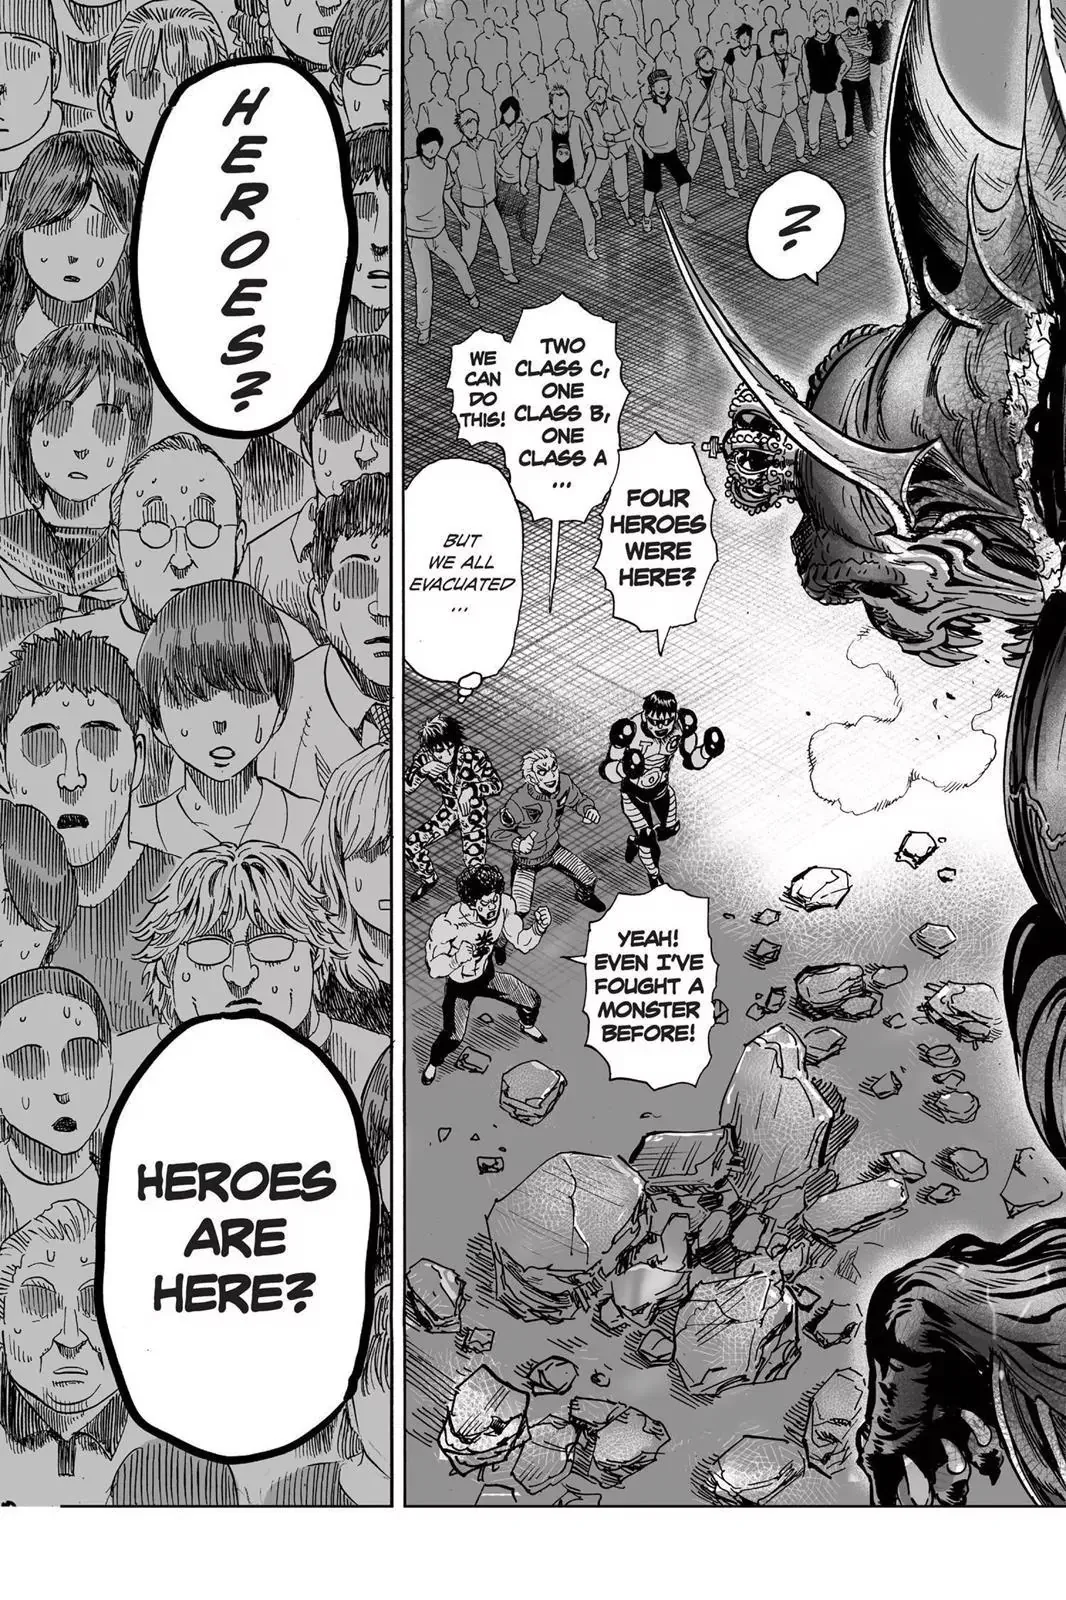 ?
FOUR
HEROES
WERE
HERE?
TWO
CLASS C,
ONE
CLASS B,
ONE
CLASS A
...
WE
CAN
DO
THIS!
BUT
WE ALL
EVACUATED
...
YEAH!
EVEN I'VE
FOUGHT A
MONSTER
BEFORE!
HEROES?
HEROES
ARE
HERE?